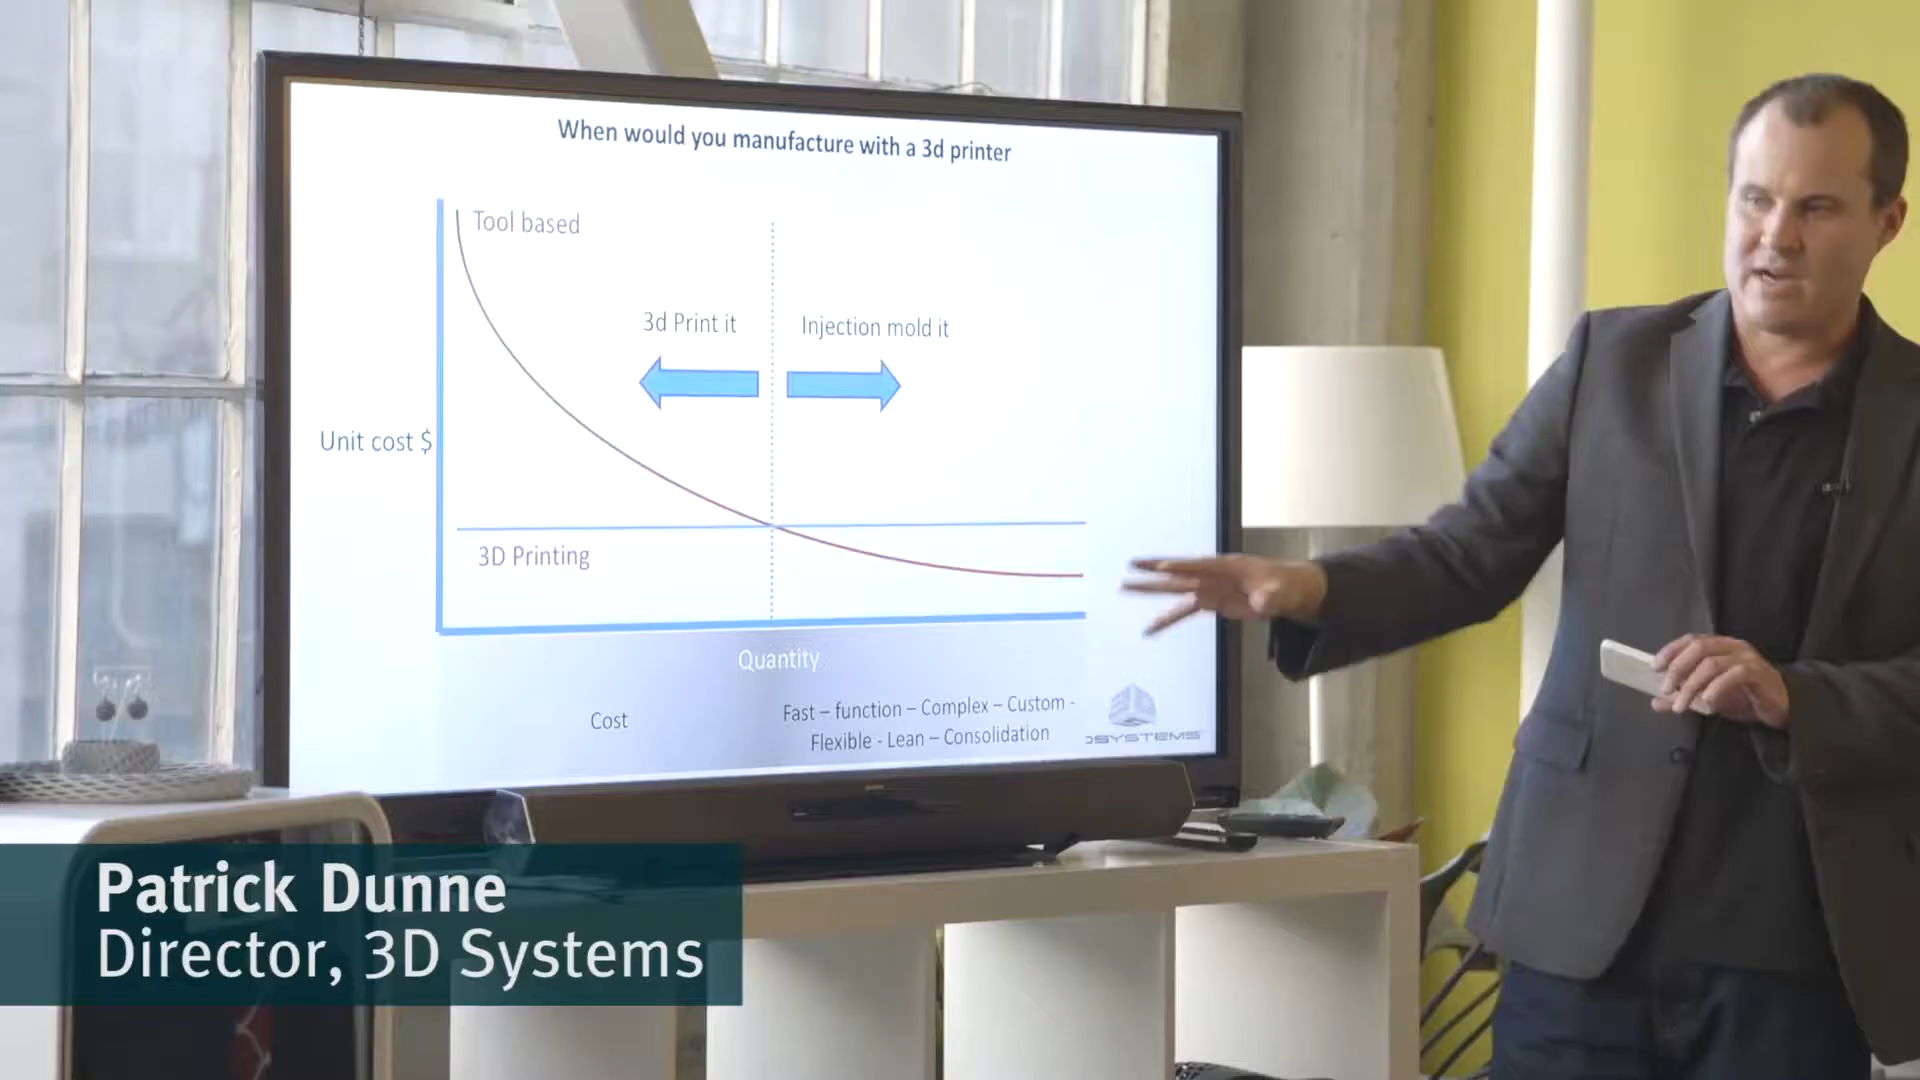 When would you manufacture with a 3d printer
Tool based
3d Print it
Injection mold it
Unit cost $
3D Printing
Quantity
Cost
Fast – function – Complex – Custom -
Flexible - Lean – Consolidation
3DSYSTEMS
Patrick Dunne
Director, 3D Systems